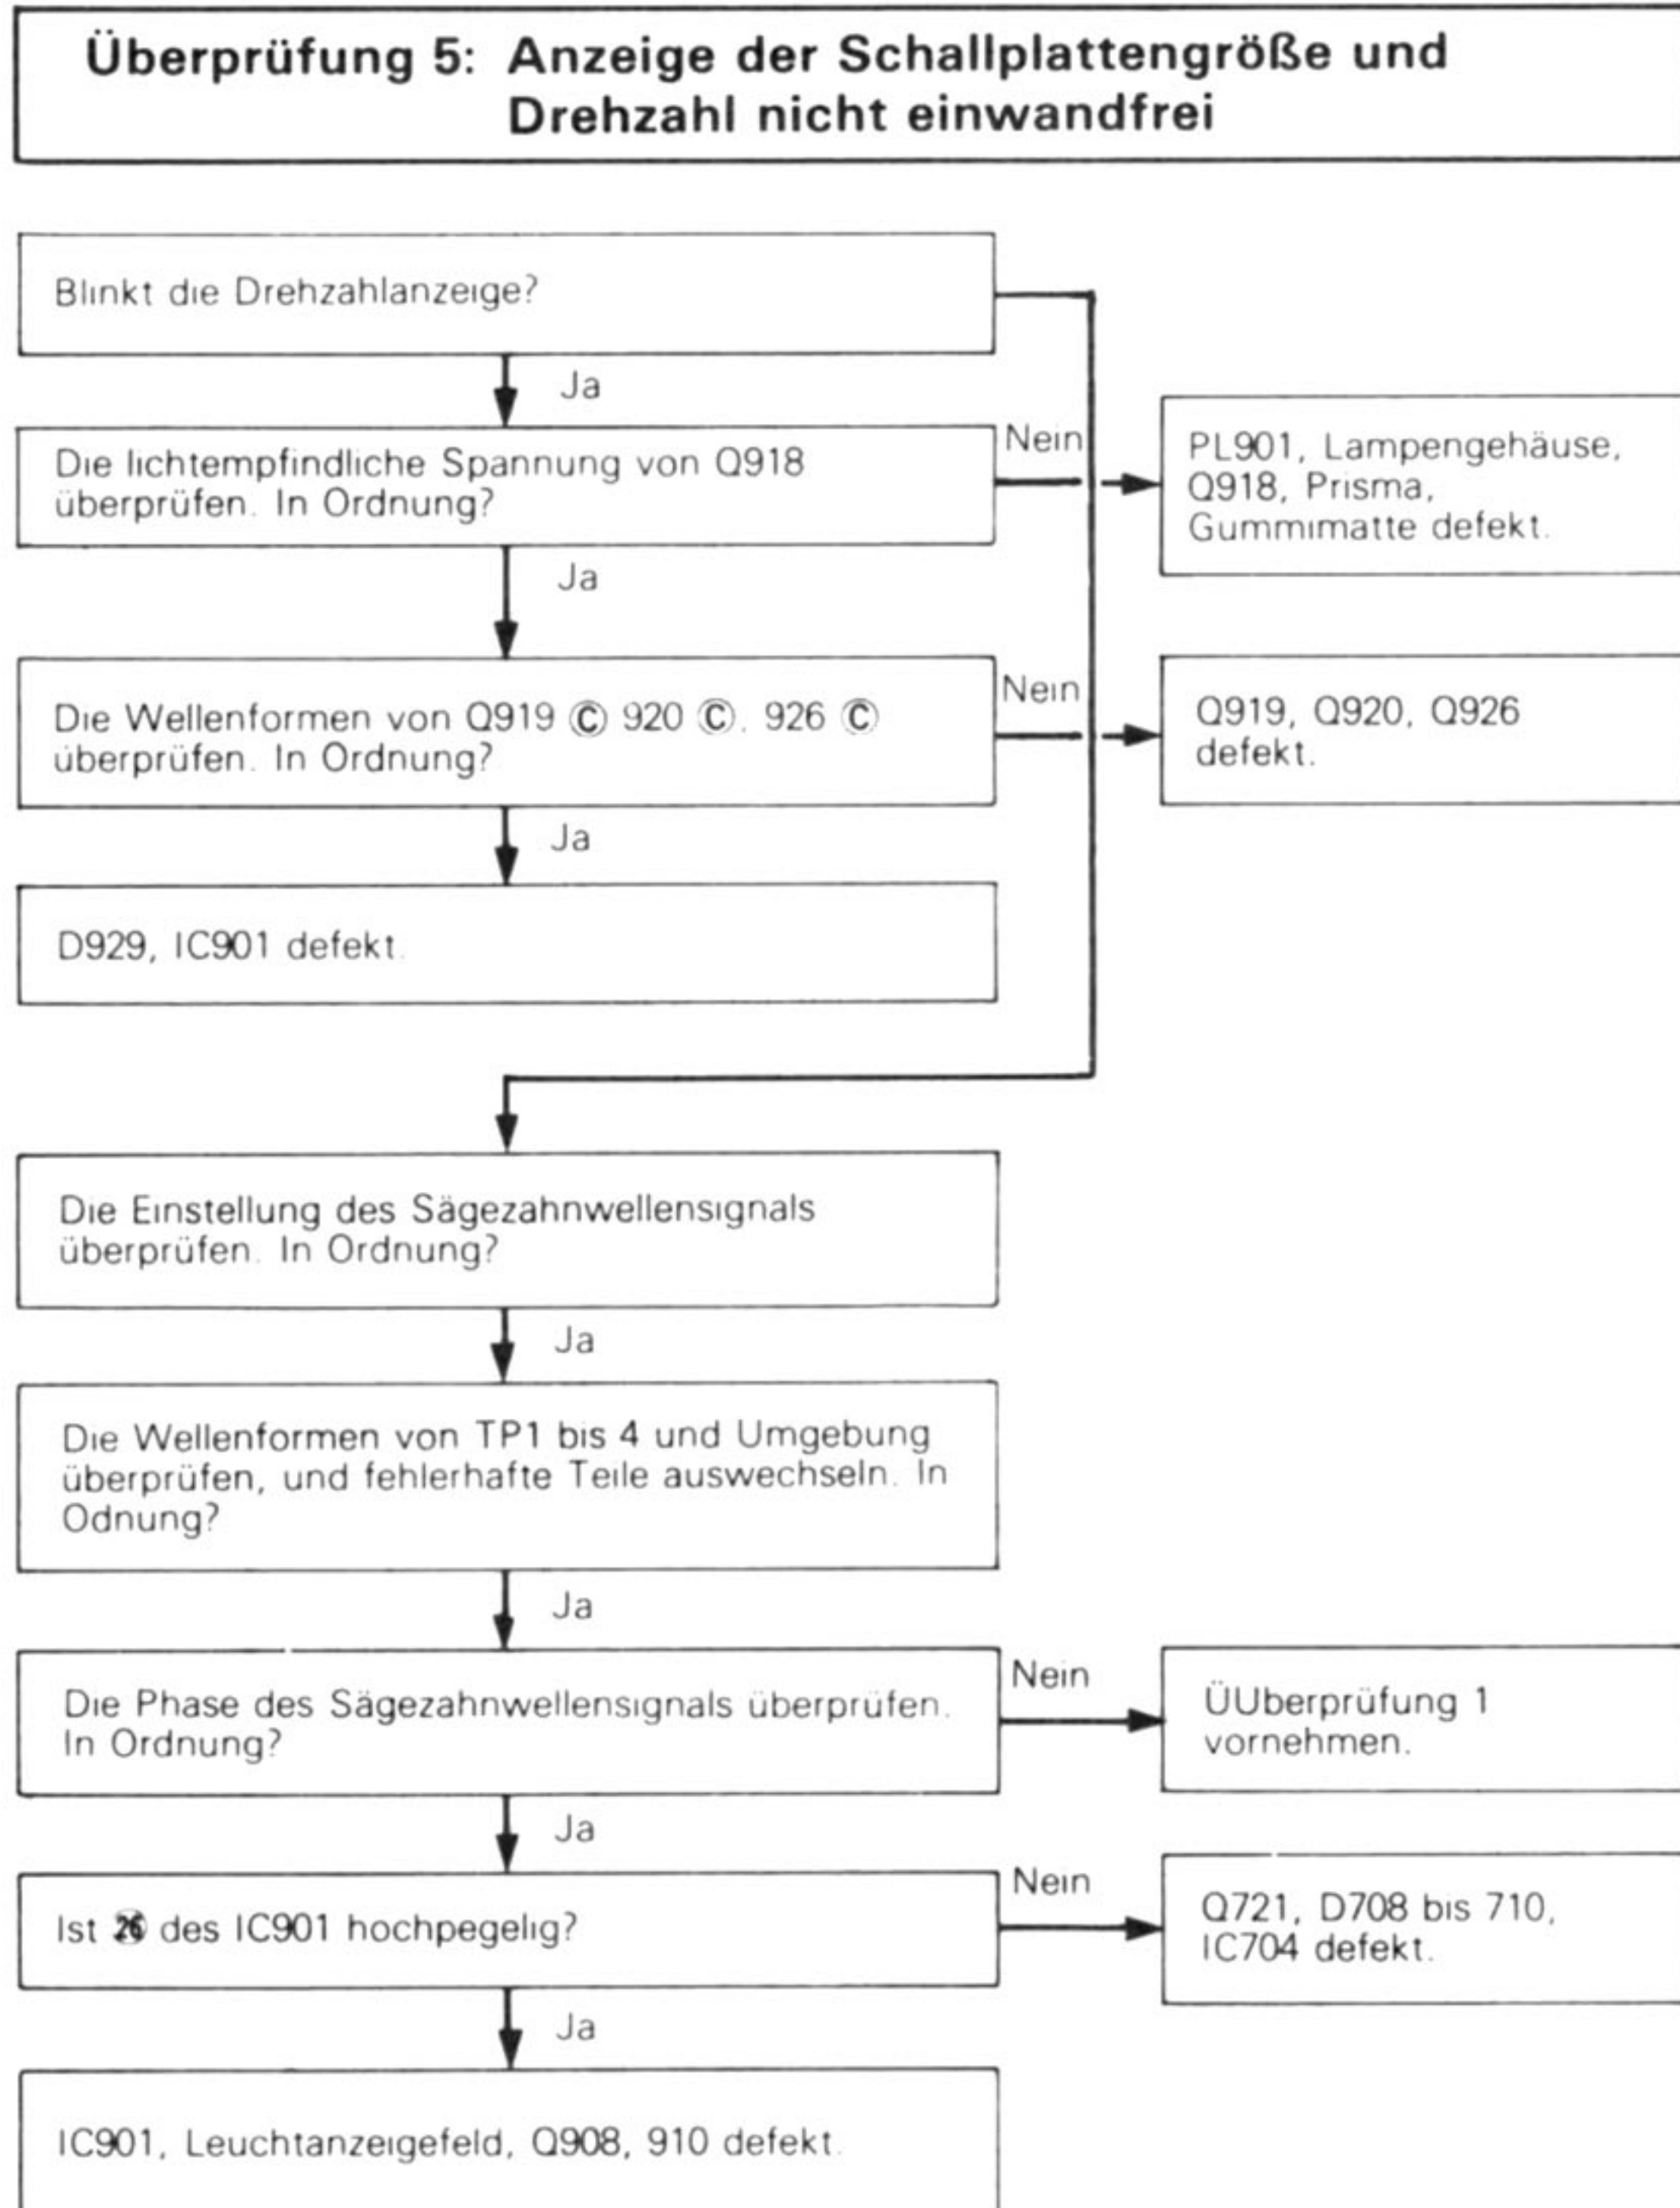 Überprüfung 5: Anzeige der Schallplattengröße und
Drehzahl nicht einwandfrei
Blinkt die Drehzahlanzeige?
Ja
Die lichtempfindliche Spannung von Q918
überprüfen. In Ordnung?
Nein
PL901, Lampengehäuse,
Q918, Prisma,
Gummimatte defekt.
Ja
Die Wellenformen von Q919 Ⓒ 920 Ⓒ, 926 Ⓒ
überprüfen. In Ordnung?
Nein
Q919, Q920, Q926
defekt.
Ja
D929, IC901 defekt.
Die Einstellung des Sägezahnwellensignals
überprüfen. In Ordnung?
Ja
Die Wellenformen von TP1 bis 4 und Umgebung
überprüfen, und fehlerhafte Teile auswechseln. In
Odnung?
Ja
Die Phase des Sägezahnwellensignals überprüfen.
In Ordnung?
Nein
ÜUberprüfung 1
vornehmen.
Ja
Ist des IC901 hochpegelig?
Nein
Q721, D708 bis 710,
IC704 defekt.
Ja
IC901, Leuchtanzeigefeld, Q908, 910 defekt.